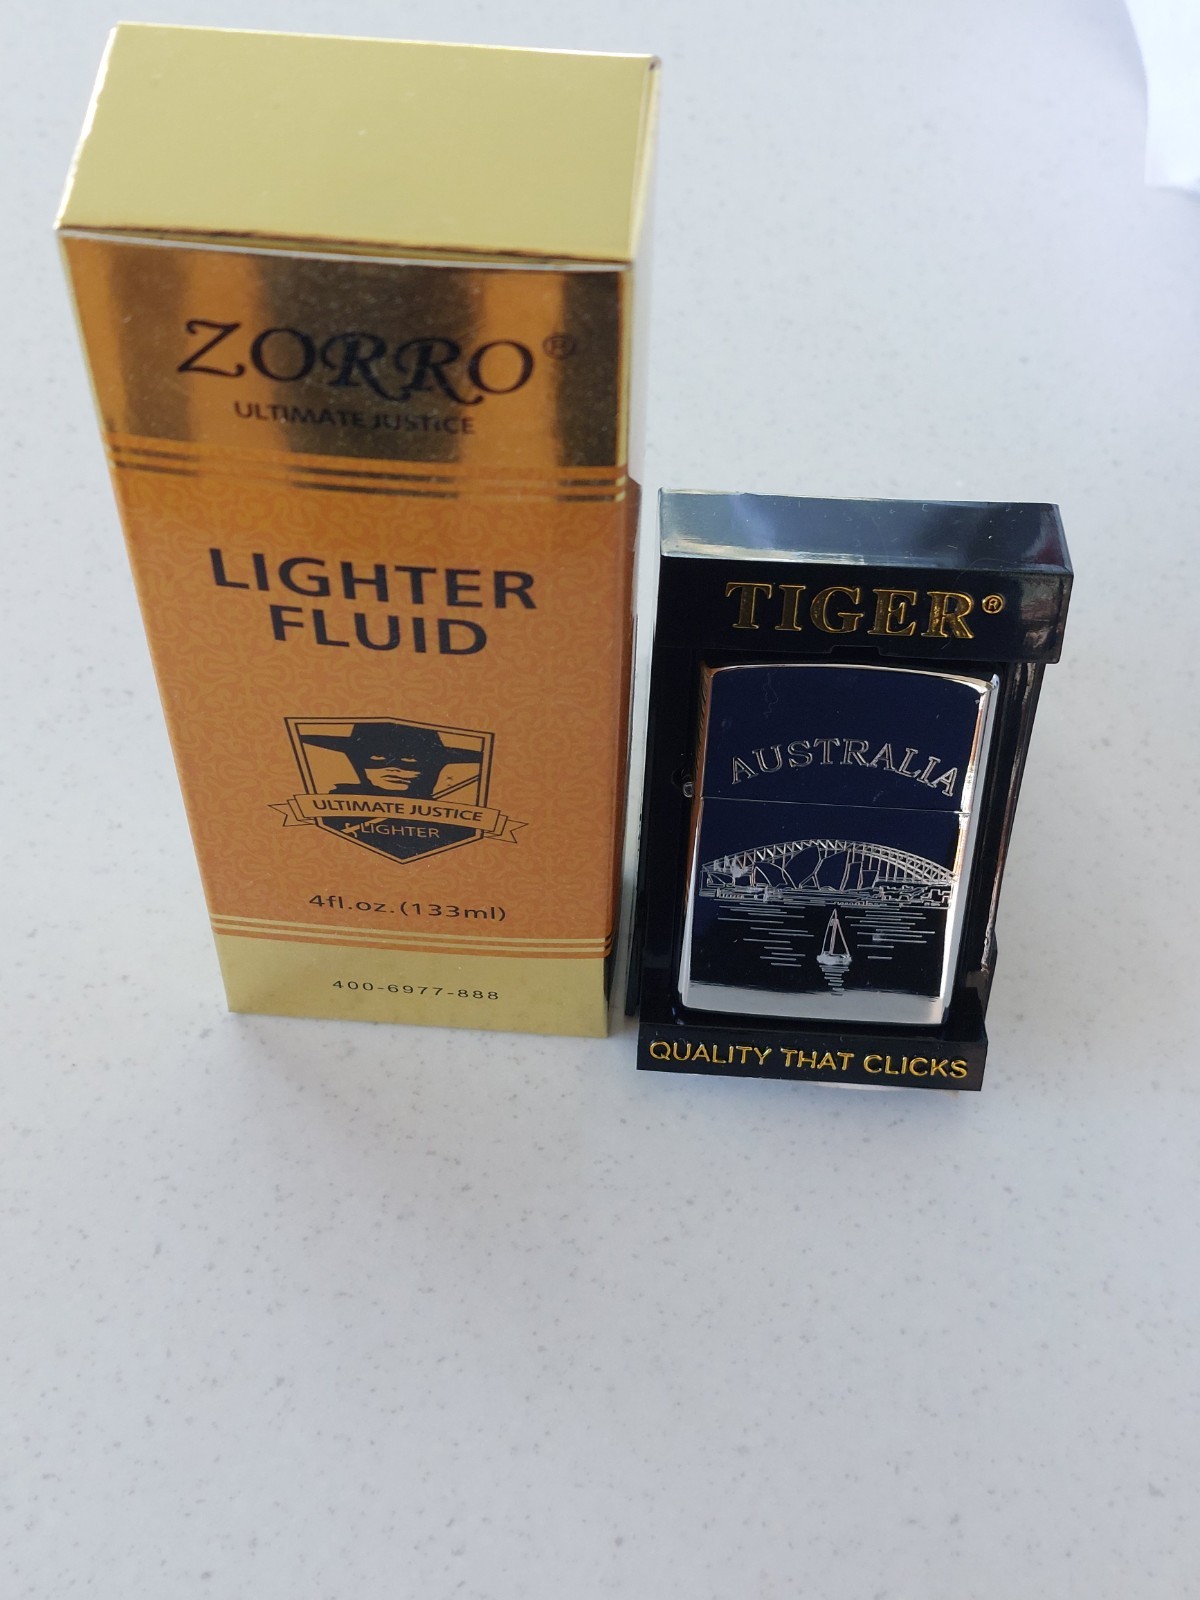 ZORRO®
ULTIMATE JUSTICE
LIGHTER
FLUID
ULTIMATE JUSTICE
LIGHTER
4fl.oz.(133ml)
400-6977-888
TIGER®
AUSTRALIA
QUALITY THAT CLICKS